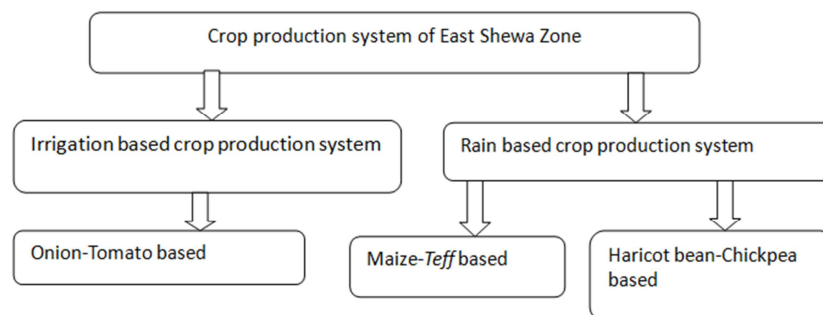 Crop production system of East Shewa Zone
Irrigation based crop production system
Rain based crop production system
Onion-Tomato based
Maize-Teff based
Haricot bean-Chickpea
based